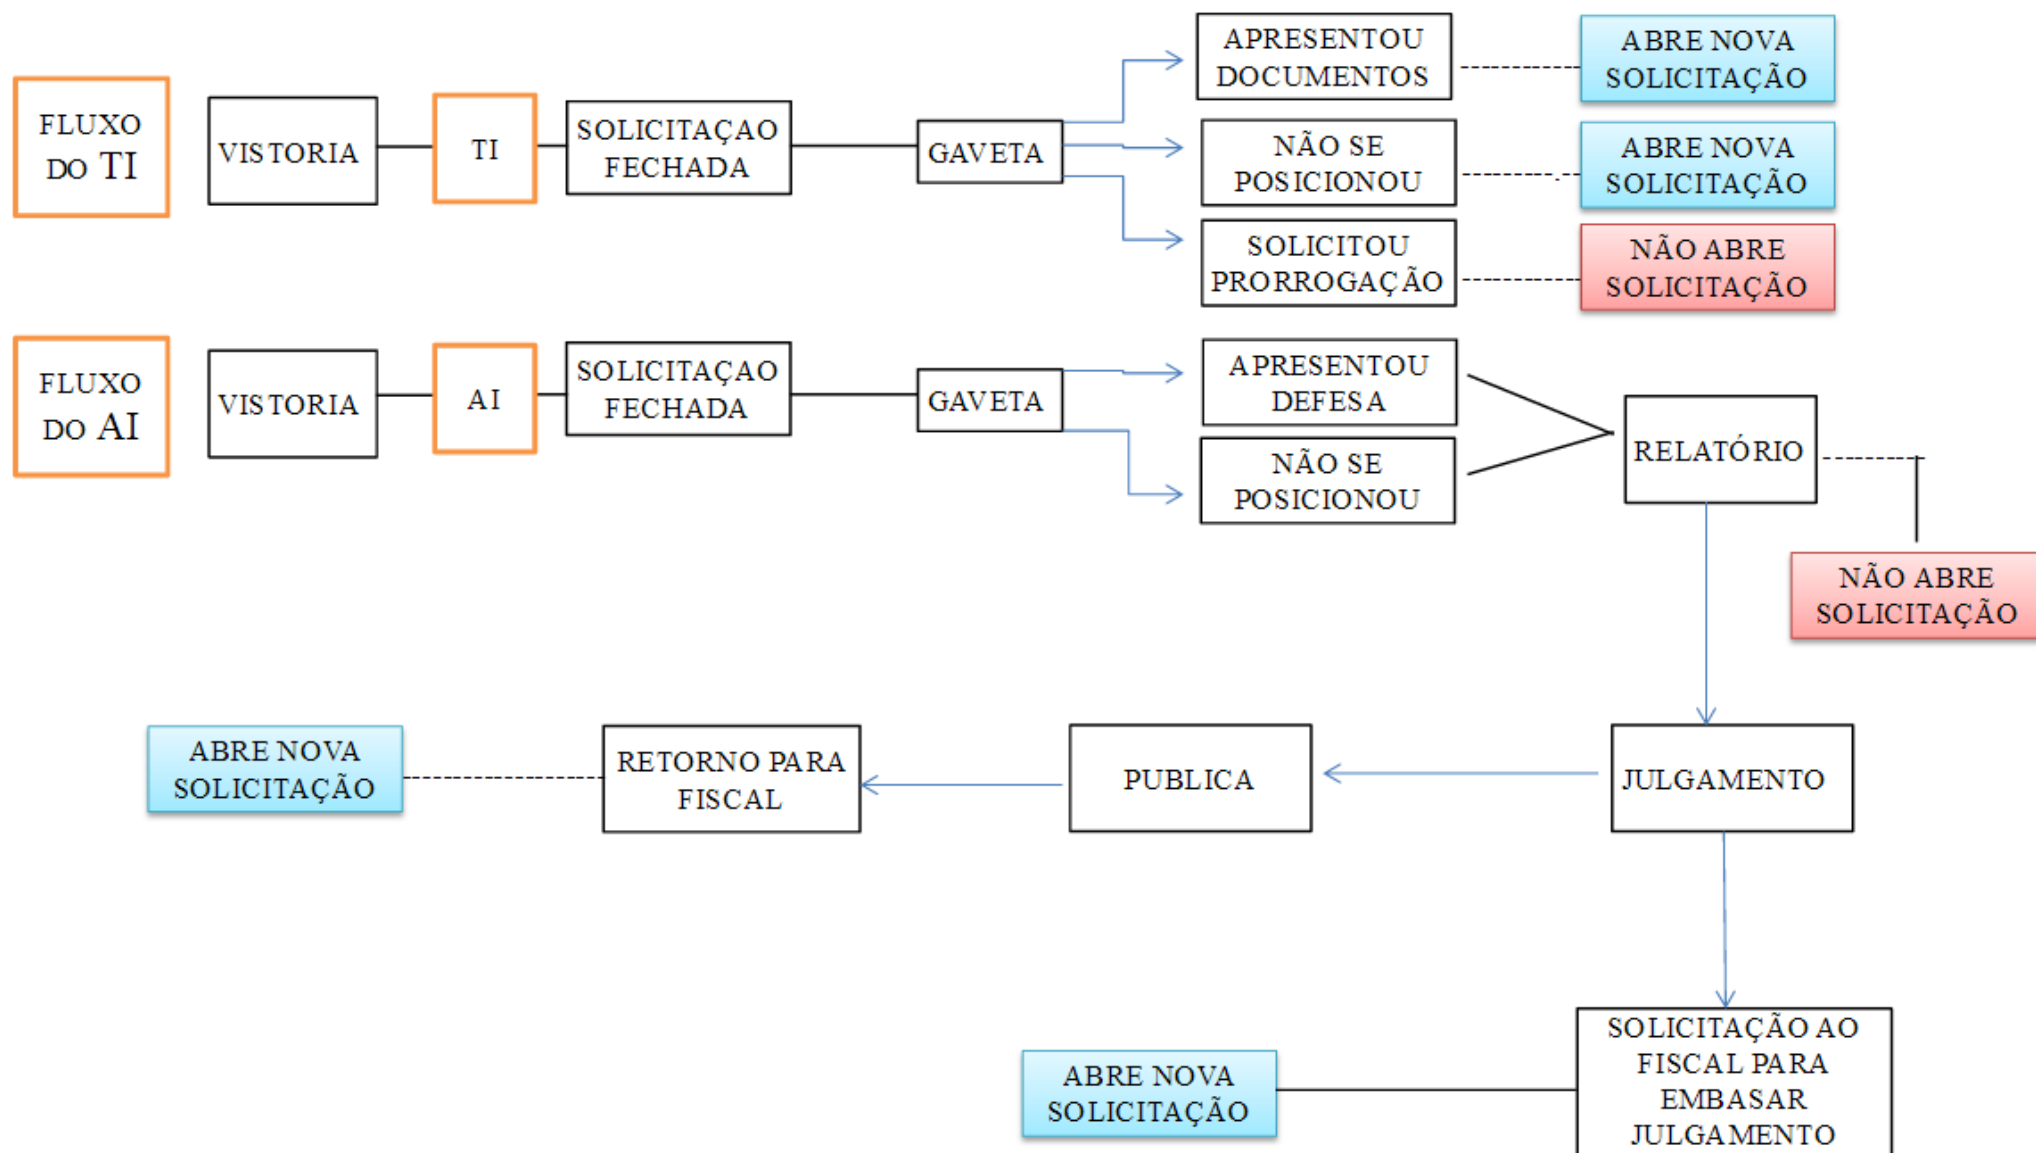 FLUXO
DO TI
VISTORIA
TI
SOLICITAÇAO
FECHADA
GAVETA
APRESENTOU
DOCUMENTOS
ABRE NOVA
SOLICITAÇÃO
NÃO SE
POSICIONOU
ABRE NOVA
SOLICITAÇÃO
SOLICITOU
PRORROGAÇÃO
NÃO ABRE
SOLICITAÇÃO
FLUXO
DO AI
VISTORIA
AI
SOLICITAÇAO
FECHADA
GAVETA
APRESENTOU
DEFESA
NÃO SE
POSICIONOU
RELATÓRIO
NÃO ABRE
SOLICITAÇÃO
ABRE NOVA
SOLICITAÇÃO
RETORNO PARA
FISCAL
PUBLICA
JULGAMENTO
ABRE NOVA
SOLICITAÇÃO
SOLICITAÇÃO AO
FISCAL PARA
EMBASAR
JULGAMENTO